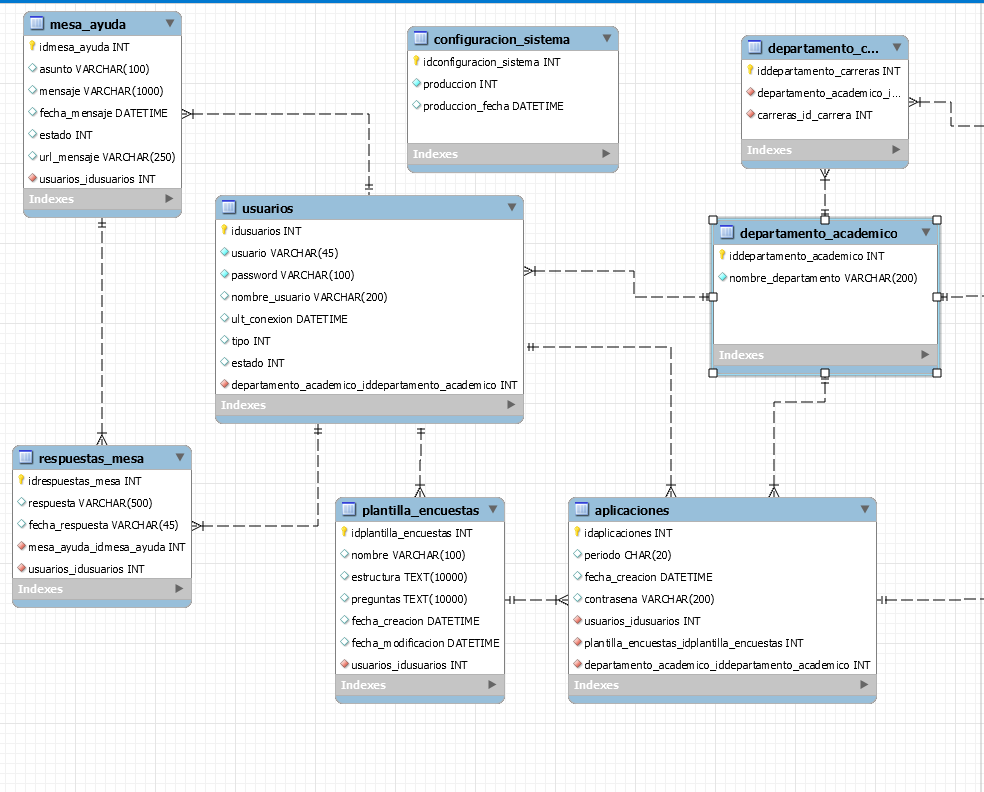 mesa_ayuda
idmesa_ayuda INT
asunto VARCHAR(100)
mensaje VARCHAR(1000)
fecha_mensaje DATETIME
estado INT
url_mensaje VARCHAR(250)
usuarios_idusuarios INT
Indexes
configuracion_sistema
idconfiguracion_sistema INT
produccion INT
produccion_fecha DATETIME
Indexes
departamento_c...
iddepartamento_carreras INT
departamento_academico_i...
carreras_id_carrera INT
Indexes
usuarios
idusuarios INT
usuario VARCHAR(45)
password VARCHAR(100)
nombre_usuario VARCHAR(200)
ult_conexion DATETIME
tipo INT
estado INT
departamento_academico_iddepartamento_academico INT
Indexes
departamento_academico
iddepartamento_academico INT
nombre_departamento VARCHAR(200)
Indexes
respuestas_mesa
idrespuestas_mesa INT
respuesta VARCHAR(500)
fecha_respuesta VARCHAR(45)
mesa_ayuda_idmesa_ayuda INT
usuarios_idusuarios INT
Indexes
plantilla_encuestas
idplantilla_encuestas INT
nombre VARCHAR(100)
estructura TEXT(10000)
preguntas TEXT(10000)
fecha_creacion DATETIME
fecha_modificacion DATETIME
usuarios_idusuarios INT
Indexes
aplicaciones
idaplicaciones INT
periodo CHAR(20)
fecha_creacion DATETIME
contrasena VARCHAR(200)
usuarios_idusuarios INT
plantilla_encuestas_idplantilla_encuestas INT
departamento_academico_iddepartamento_academico INT
Indexes